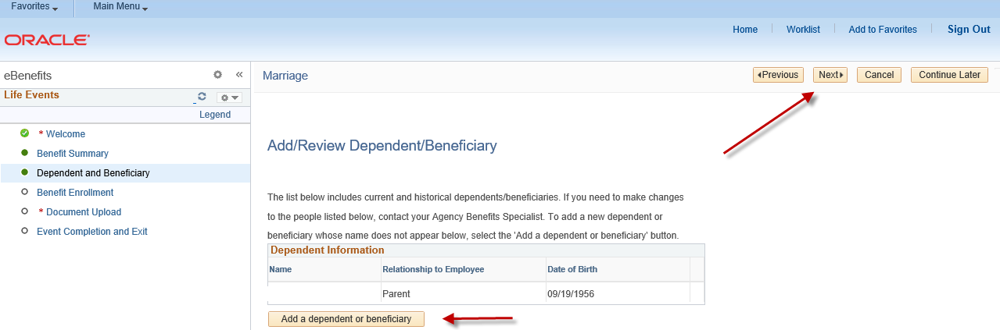 Favorites Main Menu
ORACLE
Home Worklist Add to Favorites Sign Out
eBenefits «
Life Events
Legend
* Welcome
Benefit Summary
Dependent and Beneficiary
Benefit Enrollment
* Document Upload
Event Completion and Exit
Marriage
Previous Next Cancel Continue Later
Add/Review Dependent/Beneficiary
The list below includes current and historical dependents/beneficiaries. If you need to make changes
to the people listed below, contact your Agency Benefits Specialist. To add a new dependent or
beneficiary whose name does not appear below, select the 'Add a dependent or beneficiary' button.
Dependent Information
Name Relationship to Employee Date of Birth
Parent 09/19/1956
Add a dependent or beneficiary